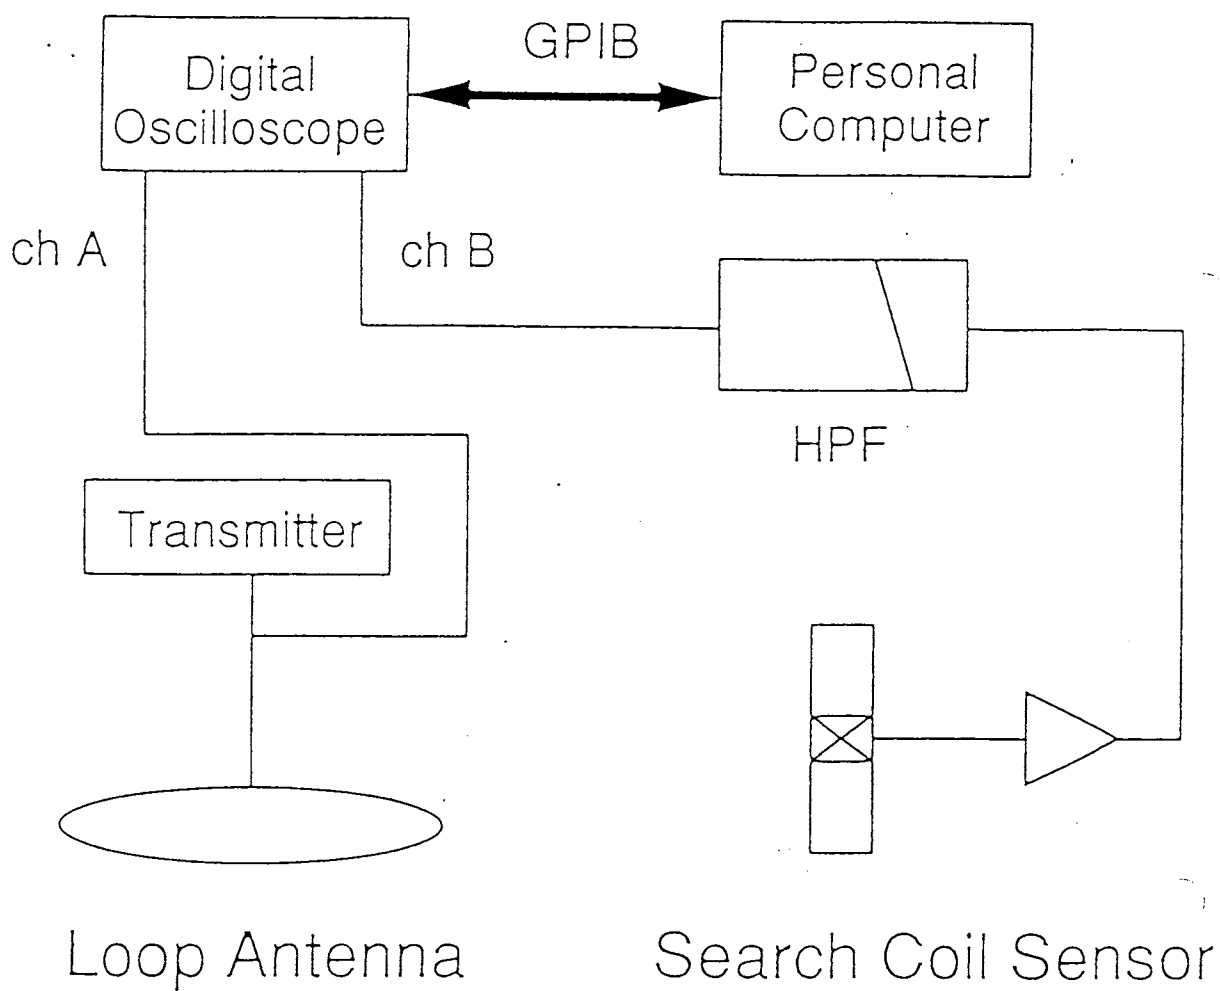 GPIB
Digital
Oscilloscope
Personal
Computer
ch A
ch B
HPF
Transmitter
Loop Antenna
Search Coil Sensor